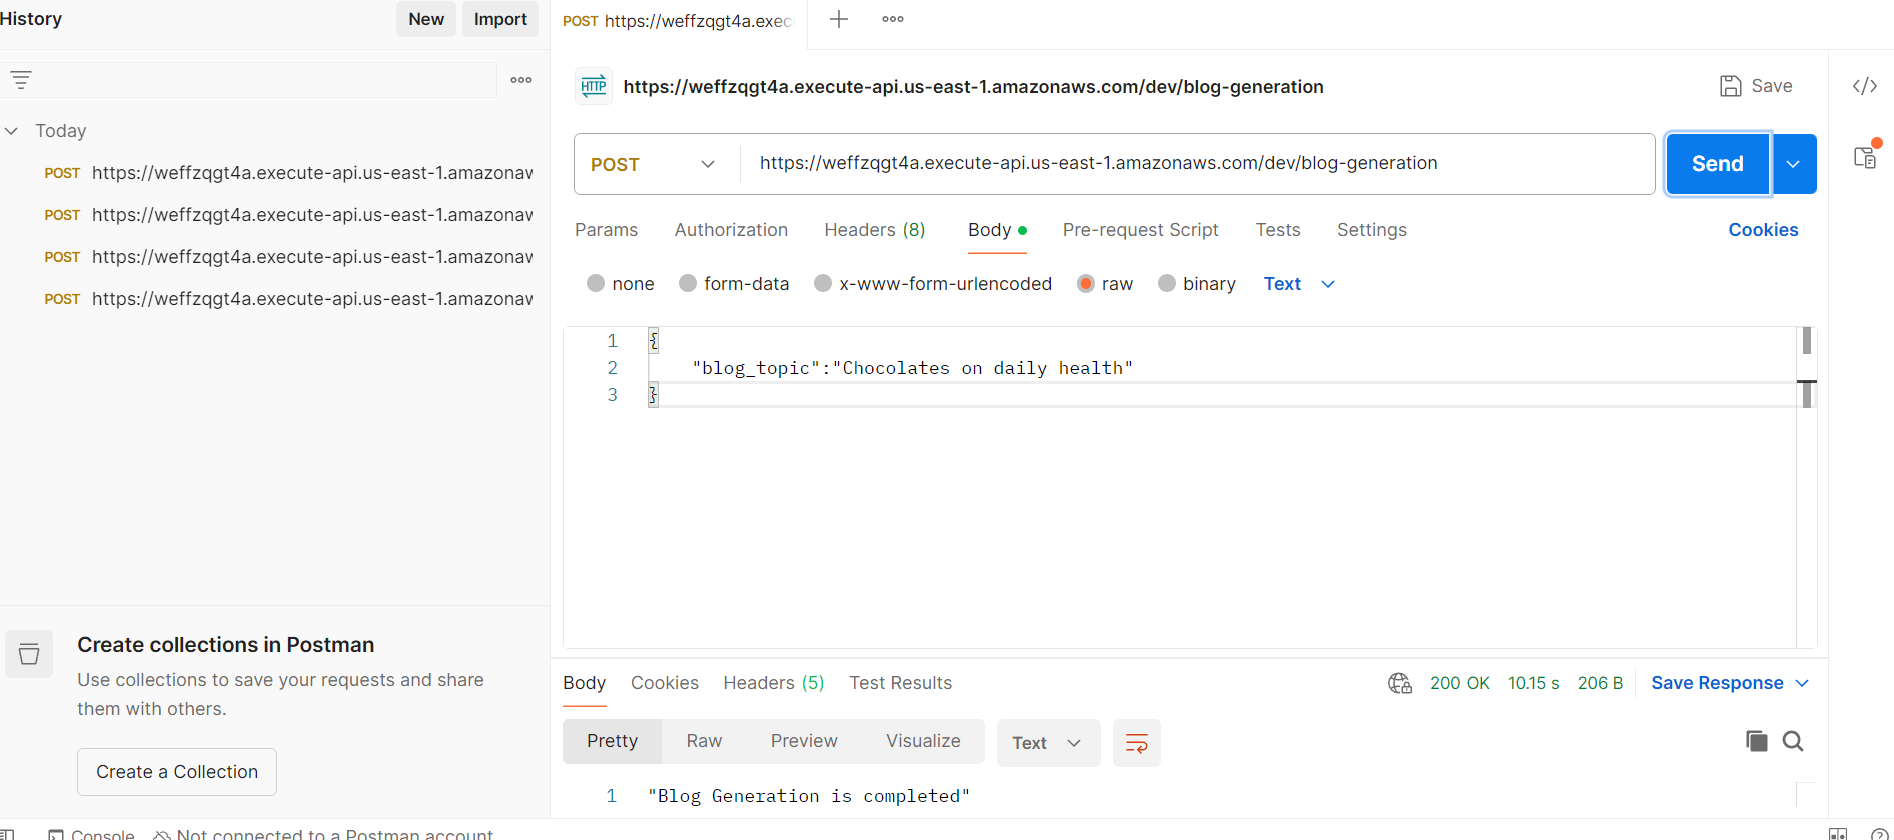 History
New
Import
Today
POST https://weffzqgt4a.execute-api.us-east-1.amazonaw
POST https://weffzqgt4a.execute-api.us-east-1.amazonaw
POST https://weffzqgt4a.execute-api.us-east-1.amazonaw
POST https://weffzqgt4a.execute-api.us-east-1.amazonaw
Create collections in Postman
Use collections to save your requests and share
them with others.
Create a Collection
POST https://weffzqgt4a.exec
HTTP https://weffzqgt4a.execute-api.us-east-1.amazonaws.com/dev/blog-generation
Save
</>
POST https://weffzqgt4a.execute-api.us-east-1.amazonaws.com/dev/blog-generation
Send
Params Authorization Headers (8) Body Pre-request Script Tests Settings Cookies
none form-data x-www-form-urlencoded raw binary Text
1 {
2 "blog_topic":"Chocolates on daily health"
3 }
Body Cookies Headers (5) Test Results 200 OK 10.15 s 206 B Save Response
Pretty Raw Preview Visualize Text
1 "Blog Generation is completed"
Console Not connected to a Postman account